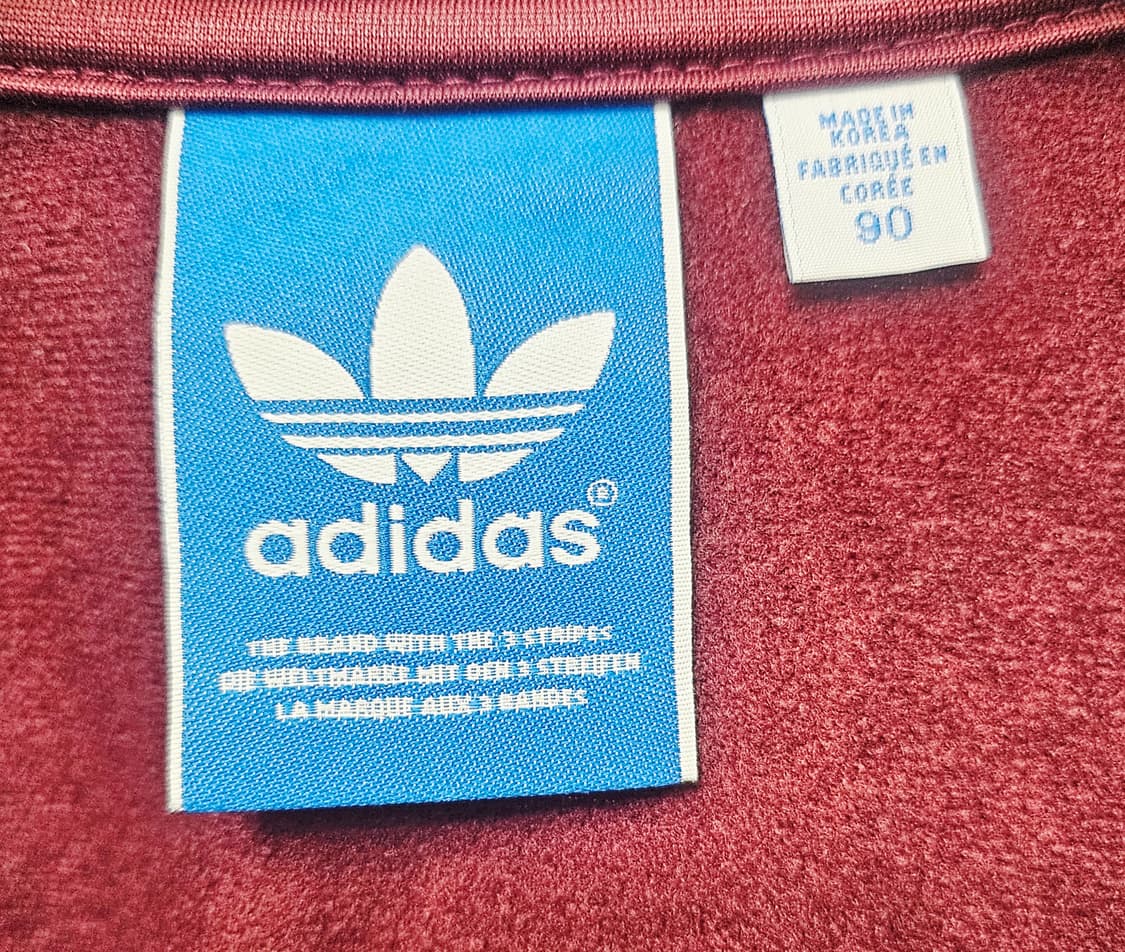 adidas®
THE BRAND WITH THE 3 STRIPES
DIE WELTMARKE MIT DEN 3 STREIFEN
LA MARQUE AUX 3 BANDES
MADE IN
KOREA
FABRIQUÉ EN
CORÉE
90